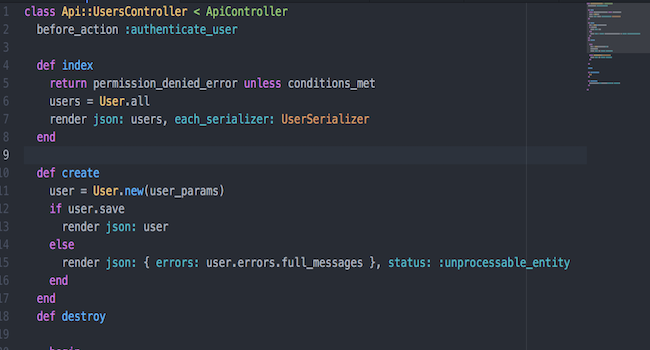 1 class Api::UsersController < ApiController
2 before_action :authenticate_user
3
4 def index
5 return permission_denied_error unless conditions_met
6 users = User.all
7 render json: users, each_serializer: UserSerializer
8 end
9
10 def create
11 user = User.new(user_params)
12 if user.save
13 render json: user
14 else
15 render json: { errors: user.errors.full_messages }, status: :unprocessable_entity
16 end
17 end
18 def destroy
19